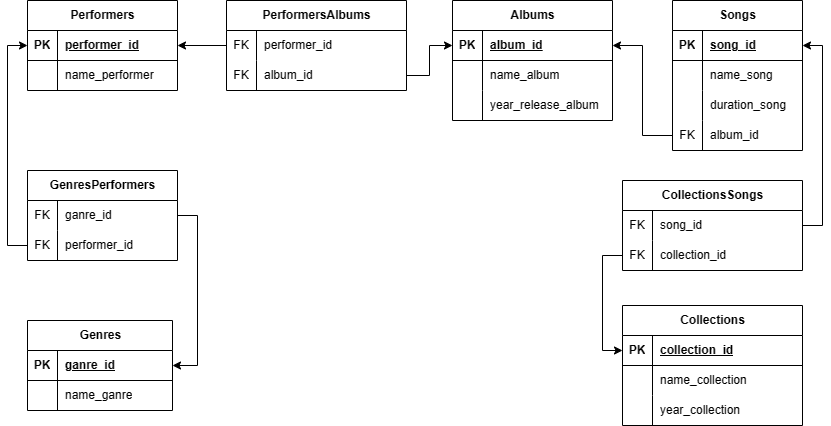 Performers
PK performer_id
name_performer
PerformersAlbums
FK performer_id
FK album_id
Albums
PK album_id
name_album
year_release_album
Songs
PK song_id
name_song
duration_song
FK album_id
GenresPerformers
FK ganre_id
FK performer_id
CollectionsSongs
FK song_id
FK collection_id
Genres
PK ganre_id
name_ganre
Collections
PK collection_id
name_collection
year_collection